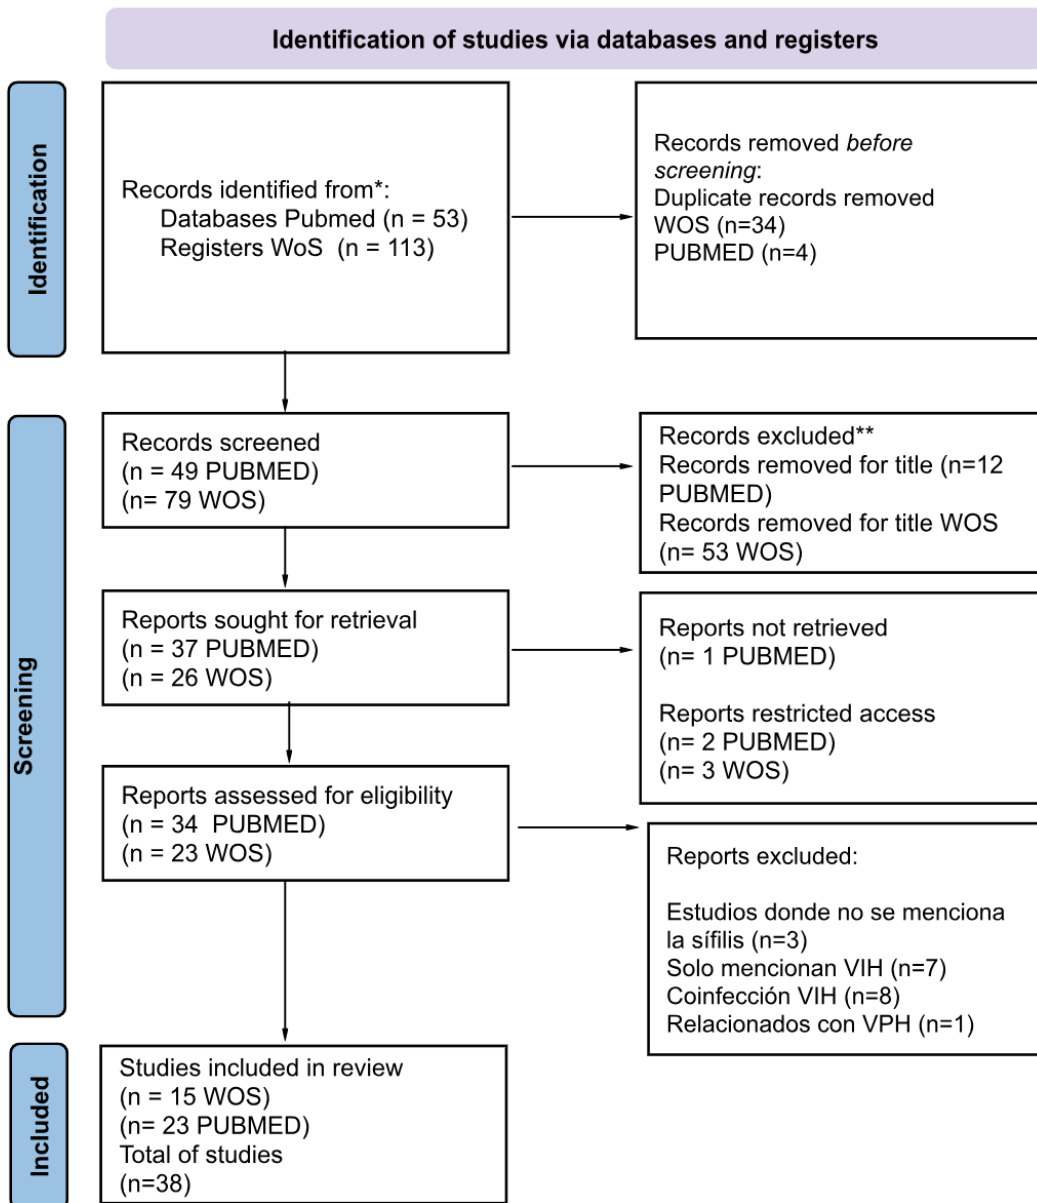 Identification of studies via databases and registers
Identification
Records identified from*:
Databases Pubmed (n = 53)
Registers WoS (n = 113)
Records removed before
screening:
Duplicate records removed
WOS (n=34)
PUBMED (n=4)
Screening
Records screened
(n = 49 PUBMED)
(n= 79 WOS)
Records excluded**
Records removed for title (n=12
PUBMED)
Records removed for title WOS
(n= 53 WOS)
Reports sought for retrieval
(n = 37 PUBMED)
(n = 26 WOS)
Reports not retrieved
(n= 1 PUBMED)
Reports restricted access
(n= 2 PUBMED)
(n= 3 WOS)
Reports assessed for eligibility
(n = 34 PUBMED)
(n = 23 WOS)
Reports excluded:
Estudios donde no se menciona
la sífilis (n=3)
Solo mencionan VIH (n=7)
Coinfección VIH (n=8)
Relacionados con VPH (n=1)
Included
Studies included in review
(n = 15 WOS)
(n= 23 PUBMED)
Total of studies
(n=38)